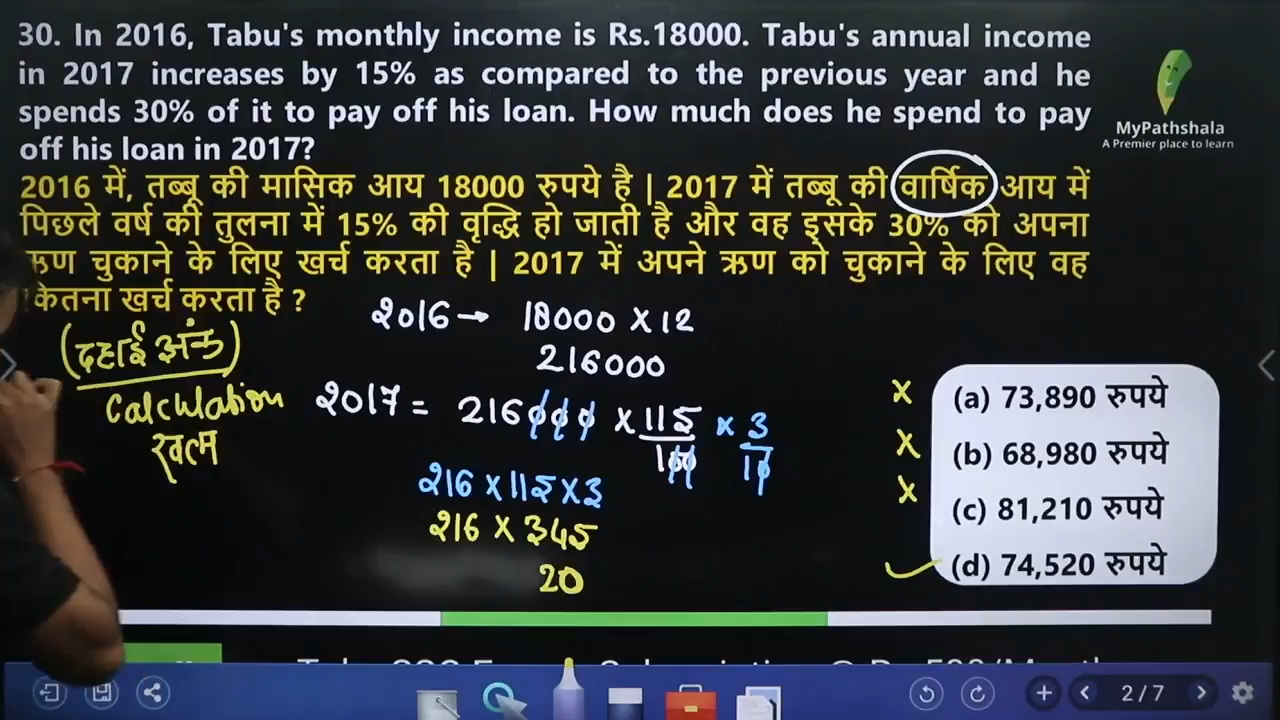 30. In 2016, Tabu's monthly income is Rs.18000. Tabu's annual income
in 2017 increases by 15% as compared to the previous year and he
spends 30% of it to pay off his loan. How much does he spend to pay
off his loan in 2017?
MyPathshala
A Premier place to learn
2016 में, तब्बू की मासिक आय 18000 रुपये है | 2017 में तब्बू की वार्षिक आय में
पिछले वर्ष की तुलना में 15% की वृद्धि हो जाती है और वह इसके 30% को अपना
ऋण चुकाने के लिए खर्च करता है | 2017 में अपने ऋण को चुकाने के लिए वह
कितना खर्च करता है ?
2016 → 18000 × 12
216000
(दहाई अंक)
Calculation
खत्म
2017 = 216000 × 115/100 × 3/10
216 × 115 × 3
216 × 345
20
× (a) 73,890 रुपये
× (b) 68,980 रुपये
× (c) 81,210 रुपये
✓ (d) 74,520 रुपये
2 / 7